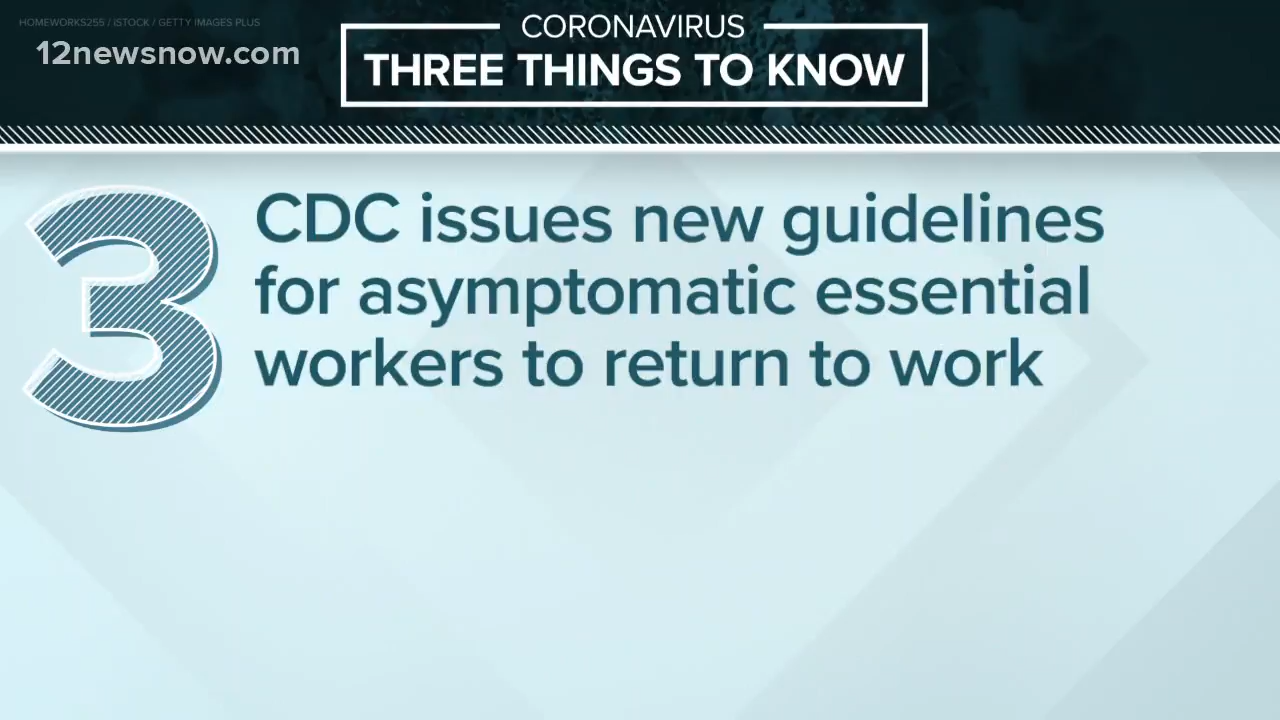 HOMEWORKS255 / ISTOCK / GETTY IMAGES PLUS
12newsnow.com
CORONAVIRUS
THREE THINGS TO KNOW
3
CDC issues new guidelines
for asymptomatic essential
workers to return to work